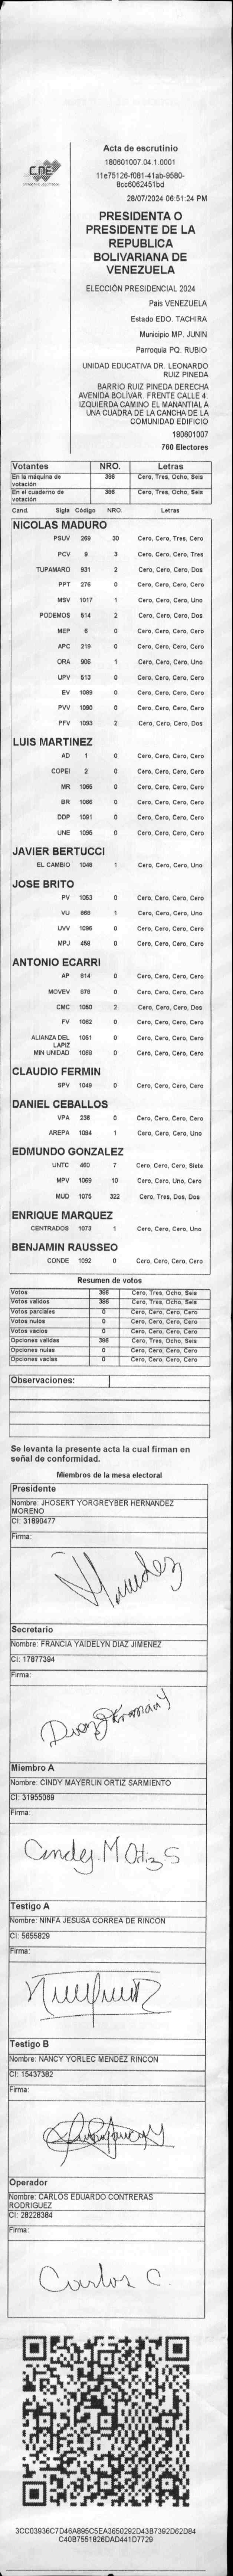 CNE
Acta de escrutinio
180601007.04.1.0001
11e75126-f081-41ab-9580-
8cc6062451bd
28/07/2024 06:51:24 PM
PRESIDENTA O
PRESIDENTE DE LA
REPUBLICA
BOLIVARIANA DE
VENEZUELA
ELECCIÓN PRESIDENCIAL 2024
Pais VENEZUELA
Estado EDO. TACHIRA
Municipio MP. JUNIN
Parroquia PQ. RUBIO
UNIDAD EDUCATIVA DR. LEONARDO
RUIZ PINEDA
BARRIO RUIZ PINEDA DERECHA
AVENIDA BOLIVAR. FRENTE CALLE 4.
IZQUIERDA CAMINO EL MANANTIAL A
UNA CUADRA DE LA CANCHA DE LA
COMUNIDAD EDIFICIO
180601007
760 Electores
Votantes NRO. Letras
En la máquina de votación 386 Cero, Tres, Ocho, Seis
En el cuaderno de votación 386 Cero, Tres, Ocho, Seis
Cand. Sigla Código NRO. Letras
NICOLAS MADURO
PSUV 269 30 Cero, Cero, Tres, Cero
PCV 9 3 Cero, Cero, Cero, Tres
TUPAMARO 931 2 Cero, Cero, Cero, Dos
PPT 276 0 Cero, Cero, Cero, Cero
MSV 1017 1 Cero, Cero, Cero, Uno
PODEMOS 514 2 Cero, Cero, Cero, Dos
MEP 6 0 Cero, Cero, Cero, Cero
APC 219 0 Cero, Cero, Cero, Cero
ORA 906 1 Cero, Cero, Cero, Uno
UPV 513 0 Cero, Cero, Cero, Cero
EV 1089 0 Cero, Cero, Cero, Cero
PVV 1090 0 Cero, Cero, Cero, Cero
PFV 1093 2 Cero, Cero, Cero, Dos
LUIS MARTINEZ
AD 1 0 Cero, Cero, Cero, Cero
COPEI 2 0 Cero, Cero, Cero, Cero
MR 1065 0 Cero, Cero, Cero, Cero
BR 1066 0 Cero, Cero, Cero, Cero
DDP 1091 0 Cero, Cero, Cero, Cero
UNE 1095 0 Cero, Cero, Cero, Cero
JAVIER BERTUCCI
EL CAMBIO 1048 1 Cero, Cero, Cero, Uno
JOSE BRITO
PV 1053 0 Cero, Cero, Cero, Cero
VU 868 1 Cero, Cero, Cero, Uno
UVV 1096 0 Cero, Cero, Cero, Cero
MPJ 459 0 Cero, Cero, Cero, Cero
ANTONIO ECARRI
AP 814 0 Cero, Cero, Cero, Cero
MOVEV 878 0 Cero, Cero, Cero, Cero
CMC 1050 2 Cero, Cero, Cero, Dos
FV 1062 0 Cero, Cero, Cero, Cero
ALIANZA DEL LAPIZ 1051 0 Cero, Cero, Cero, Cero
MIN UNIDAD 1069 0 Cero, Cero, Cero, Cero
CLAUDIO FERMIN
SPV 1049 0 Cero, Cero, Cero, Cero
DANIEL CEBALLOS
VPA 236 0 Cero, Cero, Cero, Cero
AREPA 1094 1 Cero, Cero, Cero, Uno
EDMUNDO GONZALEZ
UNTC 460 7 Cero, Cero, Cero, Siete
MPV 1069 10 Cero, Cero, Uno, Cero
MUD 1075 322 Cero, Tres, Dos, Dos
ENRIQUE MARQUEZ
CENTRADOS 1073 1 Cero, Cero, Cero, Uno
BENJAMIN RAUSSEO
CONDE 1092 0 Cero, Cero, Cero, Cero
Resumen de votos
Votos 386 Cero, Tres, Ocho, Seis
Votos validos 386 Cero, Tres, Ocho, Seis
Votos parciales 0 Cero, Cero, Cero, Cero
Votos nulos 0 Cero, Cero, Cero, Cero
Votos vacios 0 Cero, Cero, Cero, Cero
Opciones válidas 386 Cero, Tres, Ocho, Seis
Opciones nulas 0 Cero, Cero, Cero, Cero
Opciones vacías 0 Cero, Cero, Cero, Cero
Observaciones:
Se levanta la presente acta la cual firman en
señal de conformidad.
Miembros de la mesa electoral
Presidente
Nombre: JHOSERT YORGREYBER HERNANDEZ
MORENO
CI: 31890477
Firma:
Secretario
Nombre: FRANCIA YAIDELYN DIAZ JIMENEZ
CI: 17877394
Firma:
Miembro A
Nombre: CINDY MAYERLIN ORTIZ SARMIENTO
CI: 31955069
Firma:
Cindy M Ortiz S
Testigo A
Nombre: NINFA JESUSA CORREA DE RINCON
CI: 5655829
Firma:
Testigo B
Nombre: NANCY YORLEC MENDEZ RINCON
CI: 15437382
Firma:
Operador
Nombre: CARLOS EDUARDO CONTRERAS
RODRIGUEZ
CI: 28228384
Firma:
Carlos C.
3CC03936C7D46A895C5EA3650292D43B7392D62D84
C40B7551826DAD441D7729